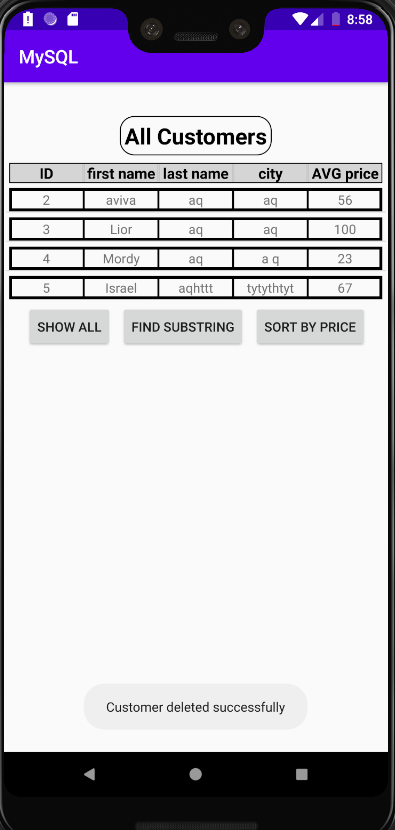 8:58
MySQL
All Customers
ID first name last name city AVG price
2 aviva aq aq 56
3 Lior aq aq 100
4 Mordy aq a q 23
5 Israel aqhttt tytythtyt 67
SHOW ALL FIND SUBSTRING SORT BY PRICE
Customer deleted successfully